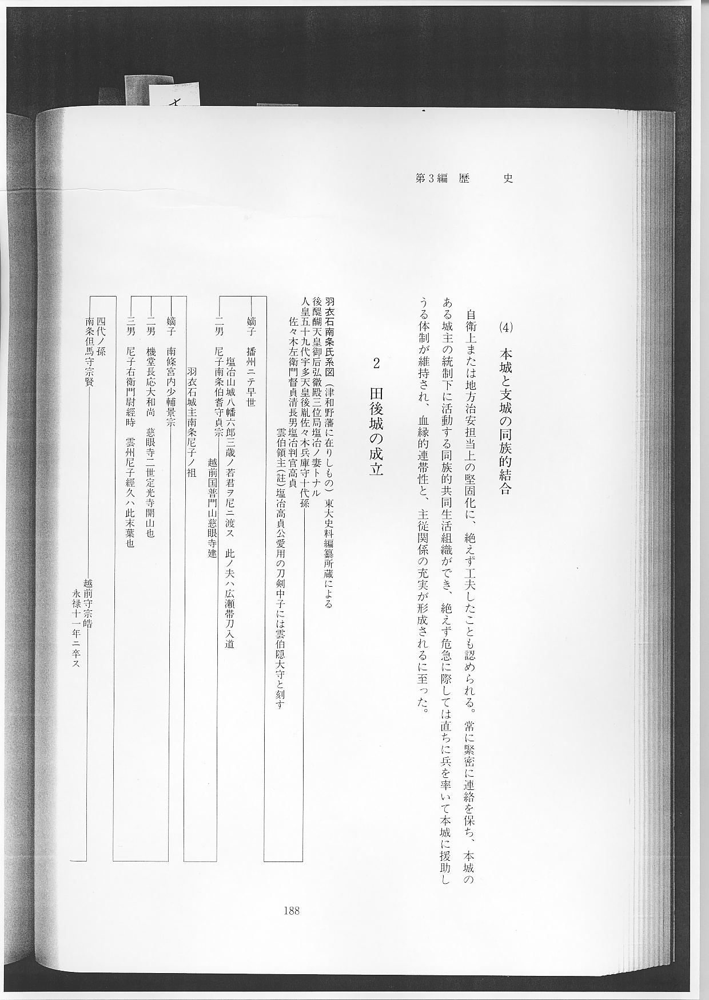 第3編 歴 史
(4) 本城と支城の同族的結合
自衛上または地方治安担当上の堅固化に、絶えず工夫したことも認められる。常に緊密に連絡を保ち、本城の
ある城主の統制下に活動する同族的共同生活組織ができ、絶えず危急に際しては直ちに兵を率いて本城に援助し
うる体制が維持され、血縁的連帯性と、主従関係の充実が形成されるに至った。
2 田後城の成立
羽衣石南条氏系図(津和野藩に在りしもの)東大史料編纂所蔵による
後醍醐天皇御后弘徽殿三位局塩冶ノ妻トナル
人皇五十九代宇多天皇後胤佐々木兵庫守十代孫
佐々木左衛門督貞清長男塩冶判官高貞
雲伯領主(註)塩冶高貞公愛用の刀剣中子には雲伯隠大守と刻す
嫡子 播州ニテ早世
塩冶山城八幡六郎三歳ノ若君ヲ尼ニ渡ス 此ノ夫ハ広瀬帯刀入道
二男 尼子南条伯耆守貞宗
越前国普門山慈眼寺建
羽衣石城主南条尼子ノ祖
嫡子 南條宮内少輔景宗
二男 機堂長応大和尚 慈眼寺二世定光寺開山也
三男 尼子右衛門尉經時 雲州尼子經久ハ此末葉也
四代ノ孫
南条但馬守宗賢
越前守宗皓
永禄十一年ニ卒ス
188